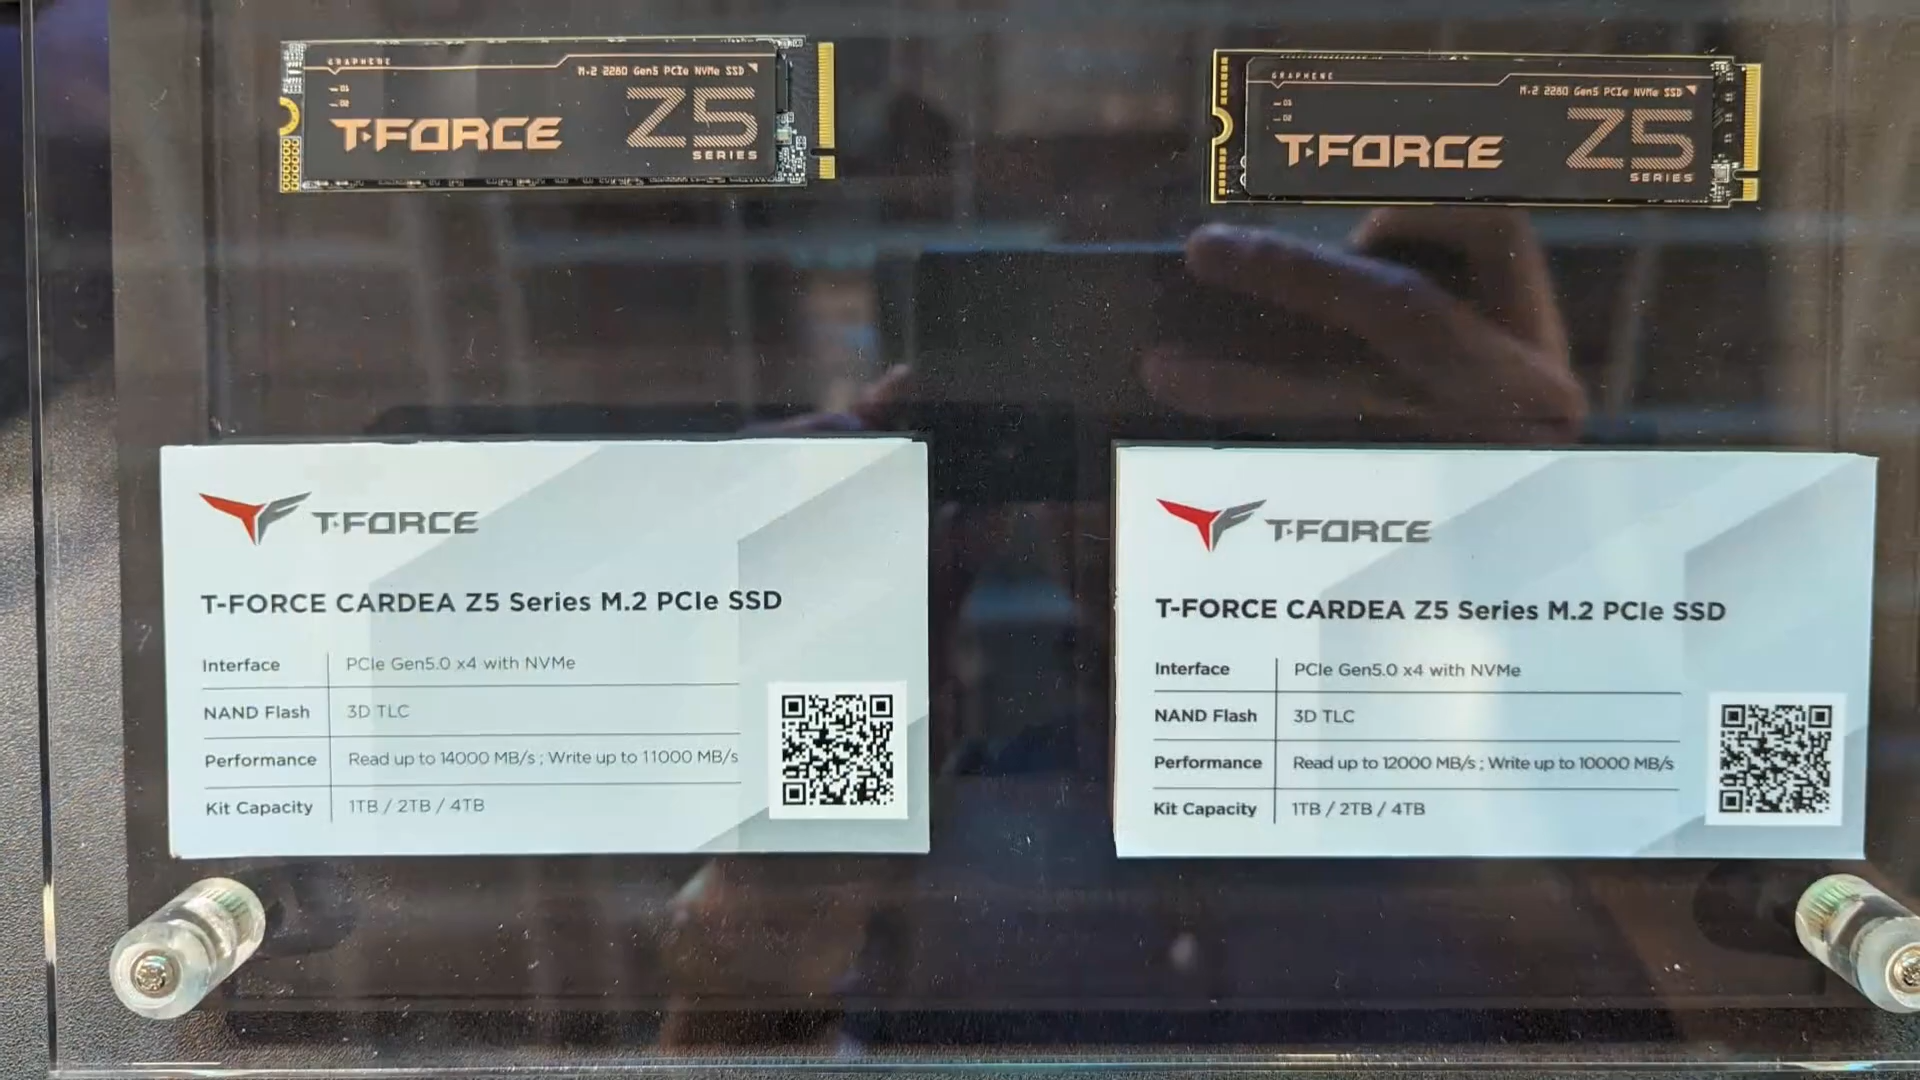 GRAPHENE
M.2 2280 Gen5 PCIe NVMe SSD
01
02
T-FORCE
Z5
SERIES
GRAPHENE
M.2 2280 Gen5 PCIe NVMe SSD
01
02
T-FORCE
Z5
SERIES
T-FORCE
T-FORCE CARDEA Z5 Series M.2 PCIe SSD
Interface PCIe Gen5.0 x4 with NVMe
NAND Flash 3D TLC
Performance Read up to 14000 MB/s ; Write up to 11000 MB/s
Kit Capacity 1TB / 2TB / 4TB
T-FORCE
T-FORCE CARDEA Z5 Series M.2 PCIe SSD
Interface PCIe Gen5.0 x4 with NVMe
NAND Flash 3D TLC
Performance Read up to 12000 MB/s ; Write up to 10000 MB/s
Kit Capacity 1TB / 2TB / 4TB